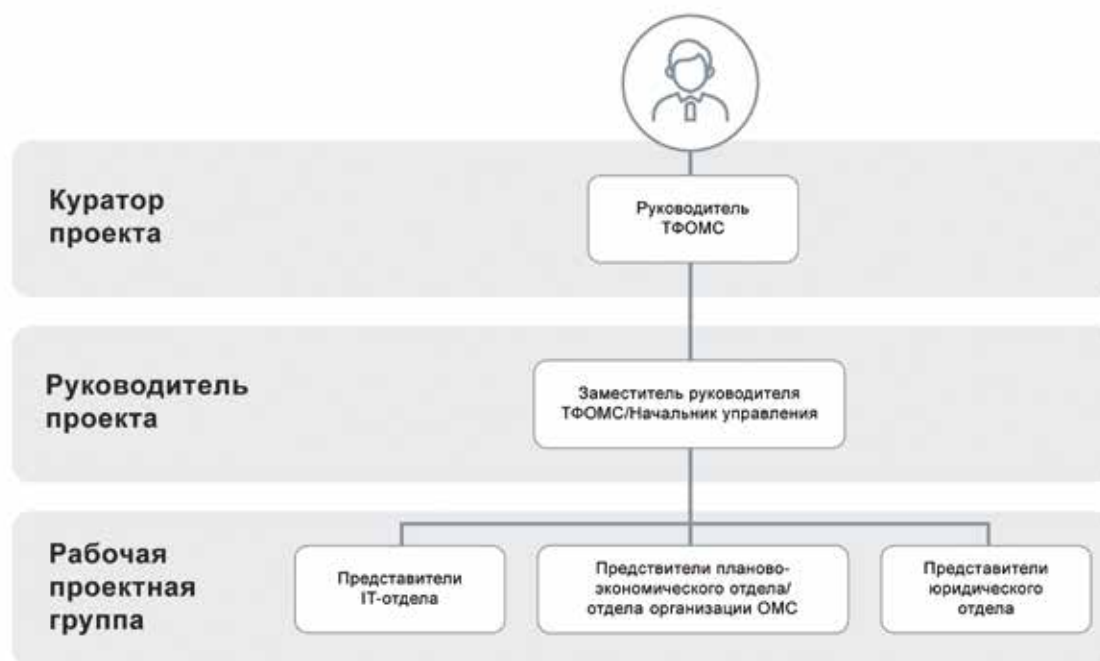 Куратор
проекта
Руководитель
ТФОМС
Руководитель
проекта
Заместитель руководителя
ТФОМС/Начальник управления
Рабочая
проектная
группа
Представители
IT-отдела
Предствители планово-
экономического отдела/
отдела организации ОМС
Представители
юридического
отдела